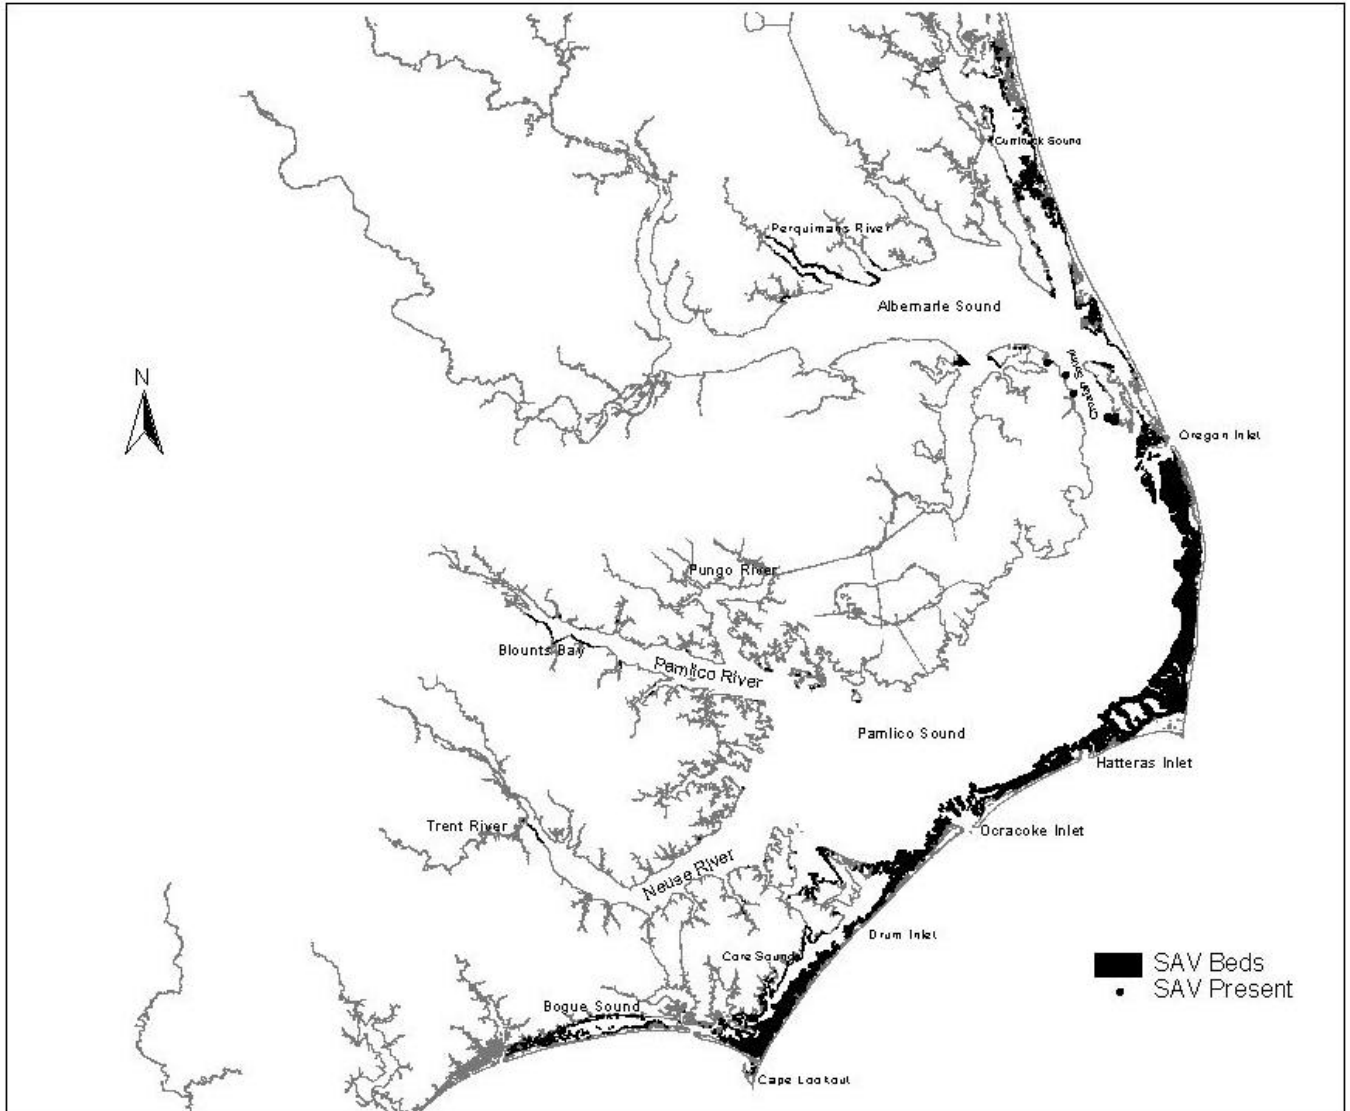 Currituck Sound
Perquimans River
Albemarle Sound
Croatan Sound
N
Oregon Inlet
Pungo River
Blounts Bay
Pamlico River
Pamlico Sound
Hatteras Inlet
Trent River
Ocracoke Inlet
Neuse River
Drum Inlet
Core Sound
SAV Beds
SAV Present
Bogue Sound
Cape Lookout